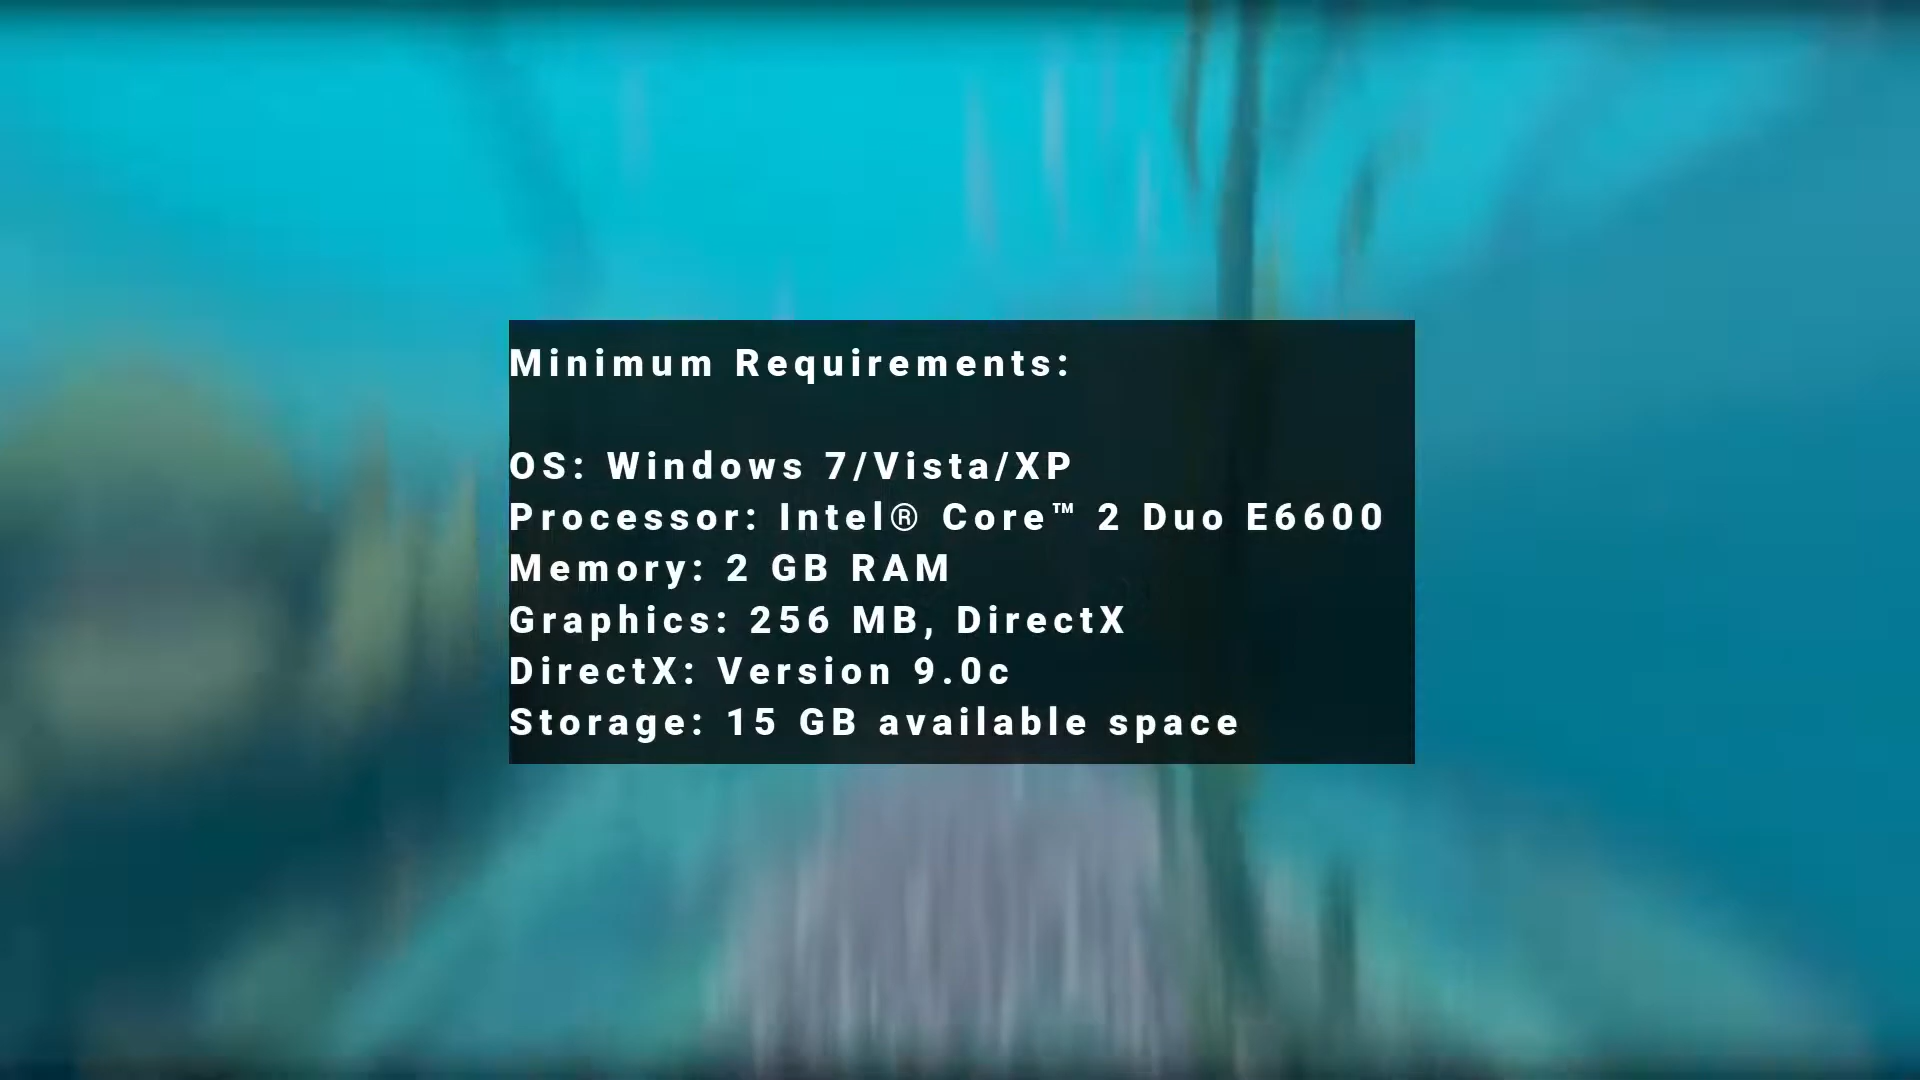 Minimum Requirements:
OS: Windows 7/Vista/XP
Processor: Intel® Core™ 2 Duo E6600
Memory: 2 GB RAM
Graphics: 256 MB, DirectX
DirectX: Version 9.0c
Storage: 15 GB available space